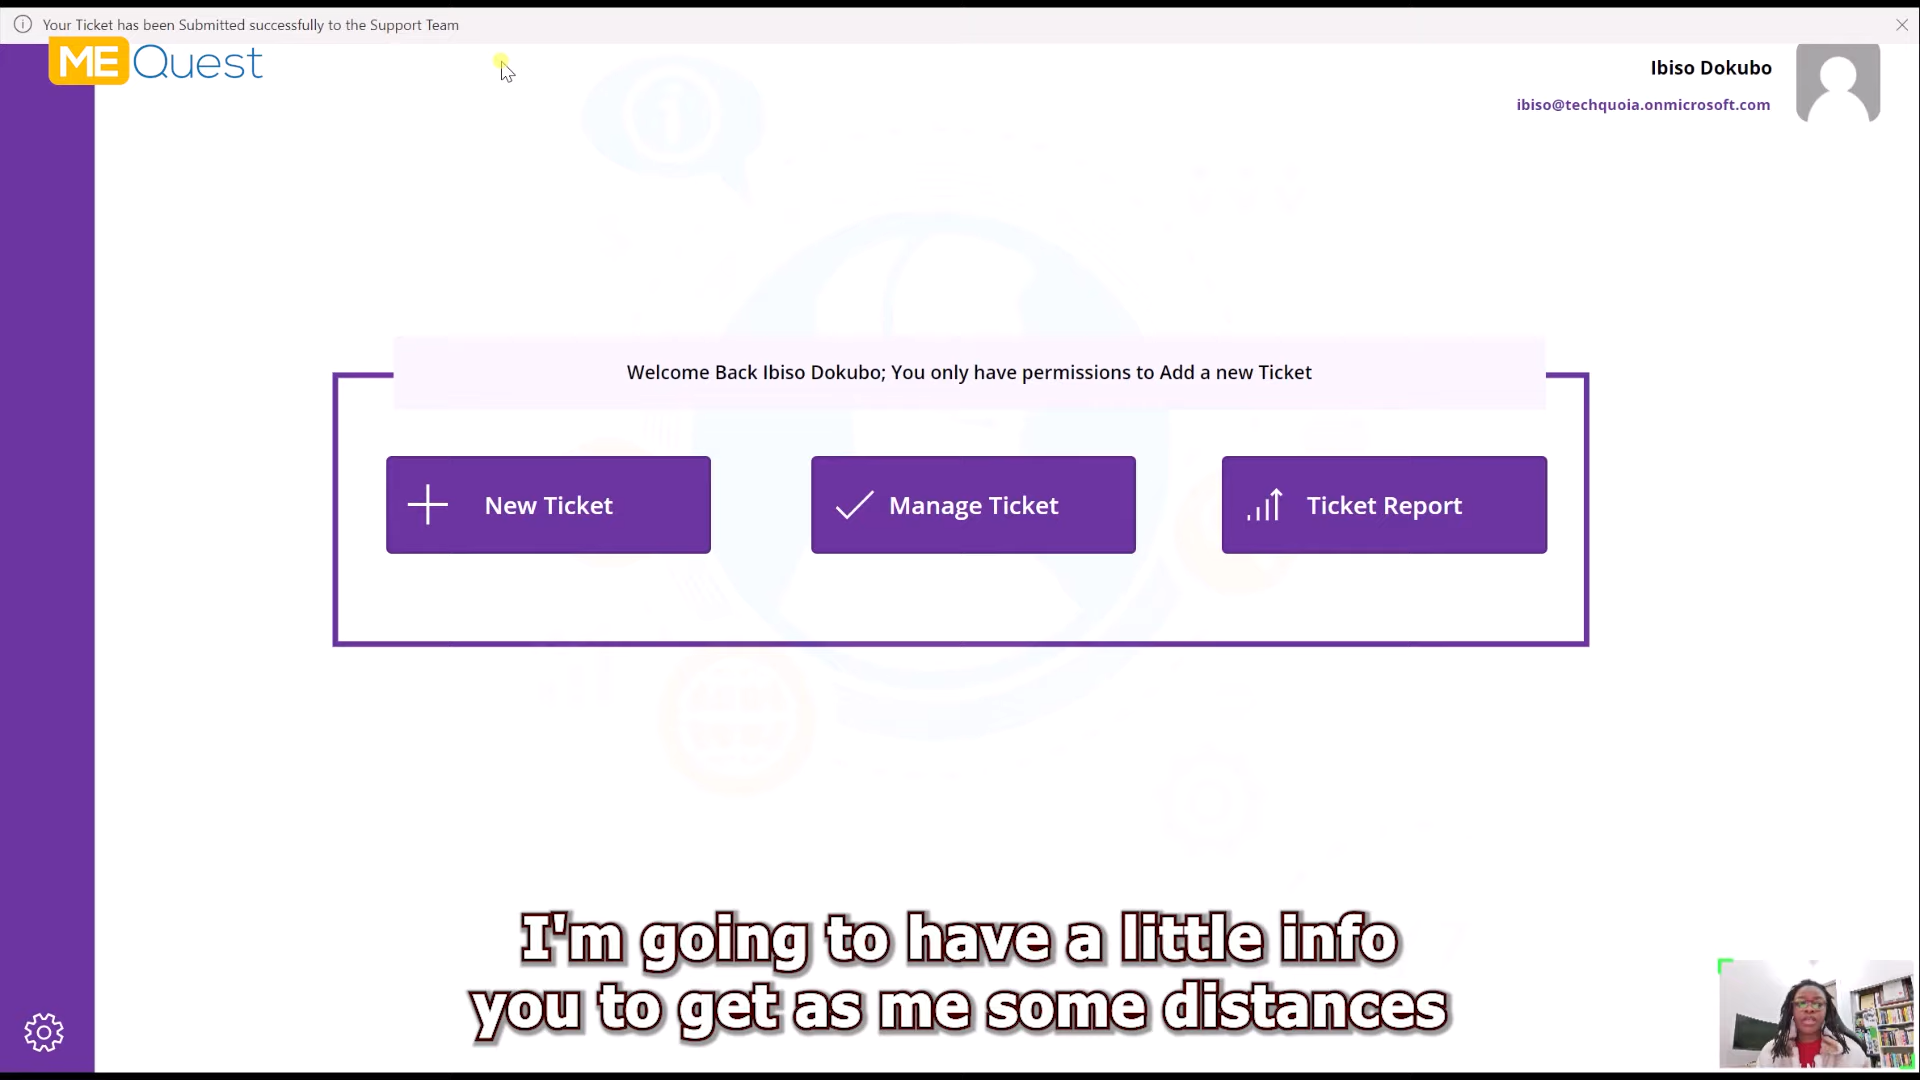 Your Ticket has been Submitted successfully to the Support Team
ME Quest
Ibiso Dokubo
ibiso@techquoia.onmicrosoft.com
Welcome Back Ibiso Dokubo; You only have permissions to Add a new Ticket
New Ticket
Manage Ticket
Ticket Report
I'm going to have a little info
you to get as me some distances